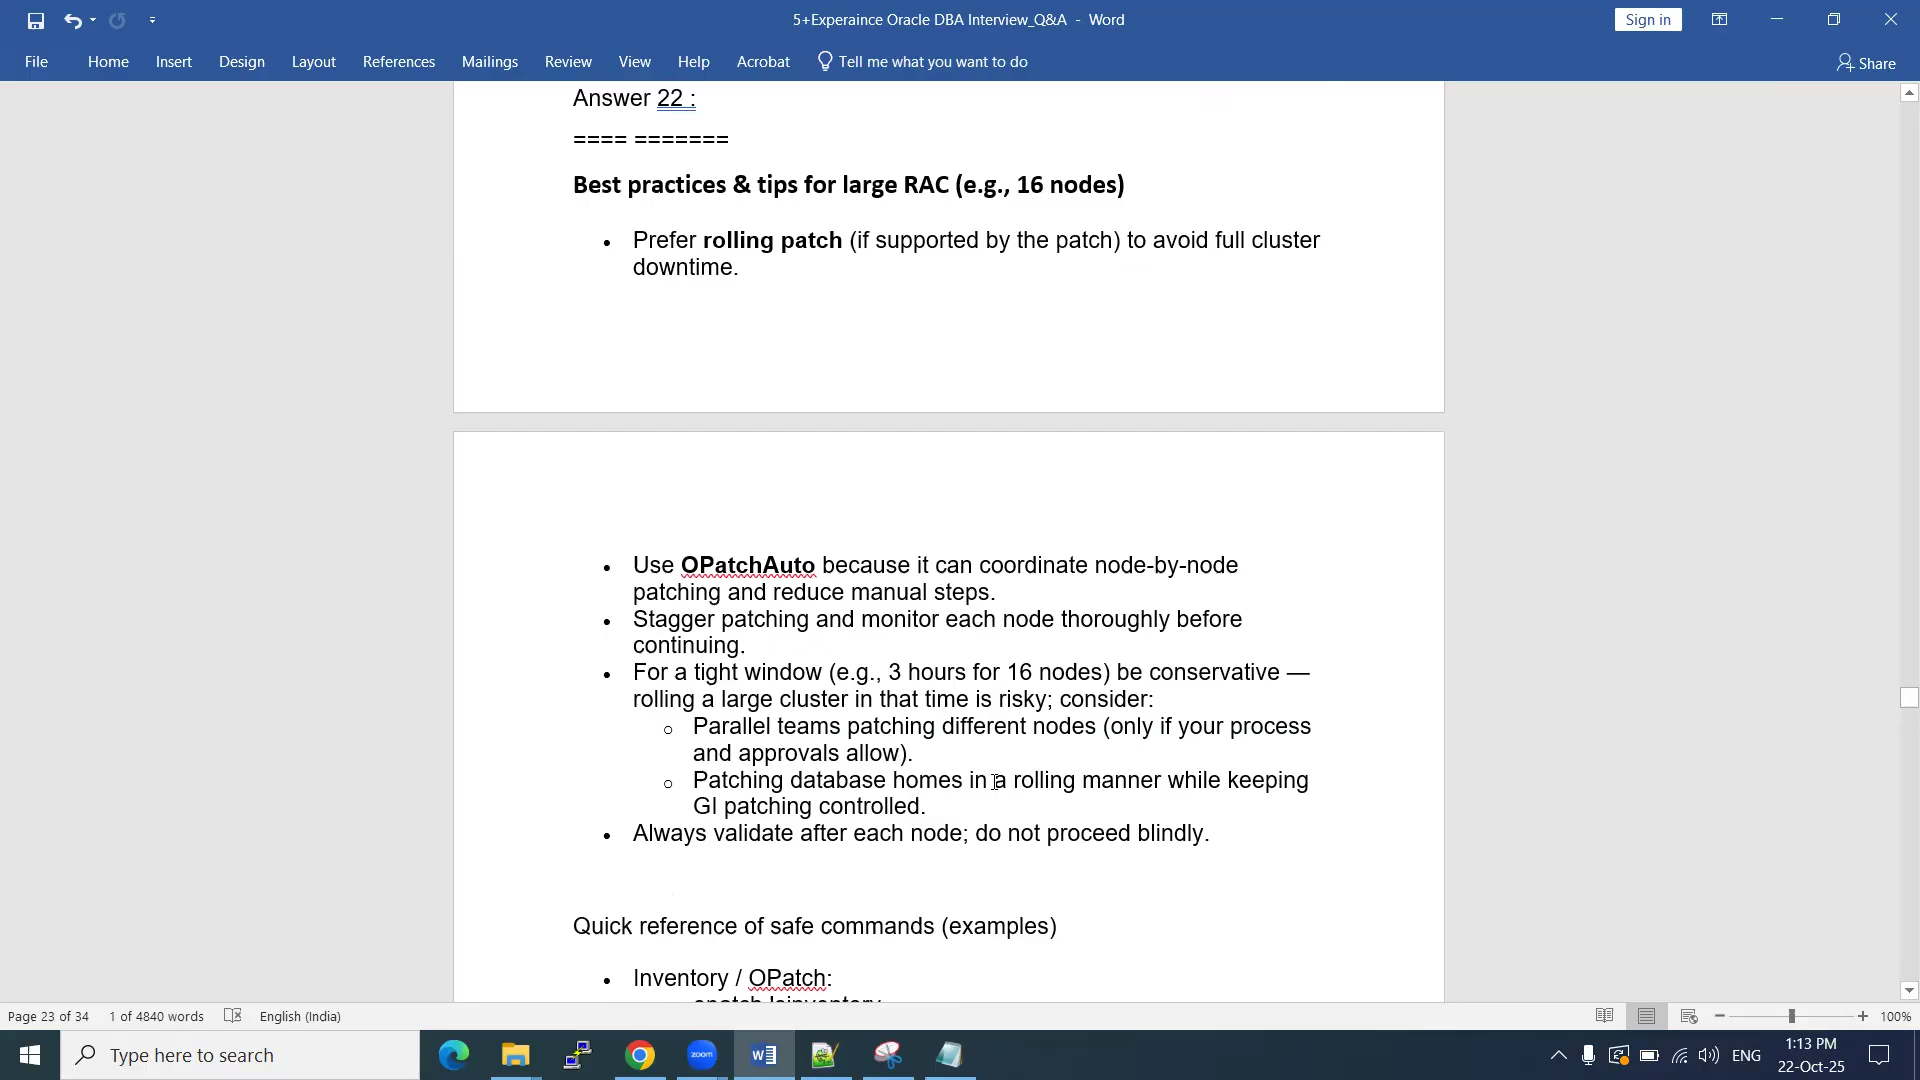 5+Experaince Oracle DBA Interview_Q&A - Word
Sign in
File Home Insert Design Layout References Mailings Review View Help Acrobat Tell me what you want to do
Share
Answer 22 :
==== =======
Best practices & tips for large RAC (e.g., 16 nodes)
• Prefer rolling patch (if supported by the patch) to avoid full cluster
downtime.
• Use OPatchAuto because it can coordinate node-by-node
patching and reduce manual steps.
• Stagger patching and monitor each node thoroughly before
continuing.
• For a tight window (e.g., 3 hours for 16 nodes) be conservative —
rolling a large cluster in that time is risky; consider:
o Parallel teams patching different nodes (only if your process
and approvals allow).
o Patching database homes in a rolling manner while keeping
GI patching controlled.
• Always validate after each node; do not proceed blindly.
Quick reference of safe commands (examples)
• Inventory / OPatch:
opatch lsinventory
Page 23 of 34 1 of 4840 words English (India)
100%
Type here to search
zoom
ENG
1:13 PM
22-Oct-25